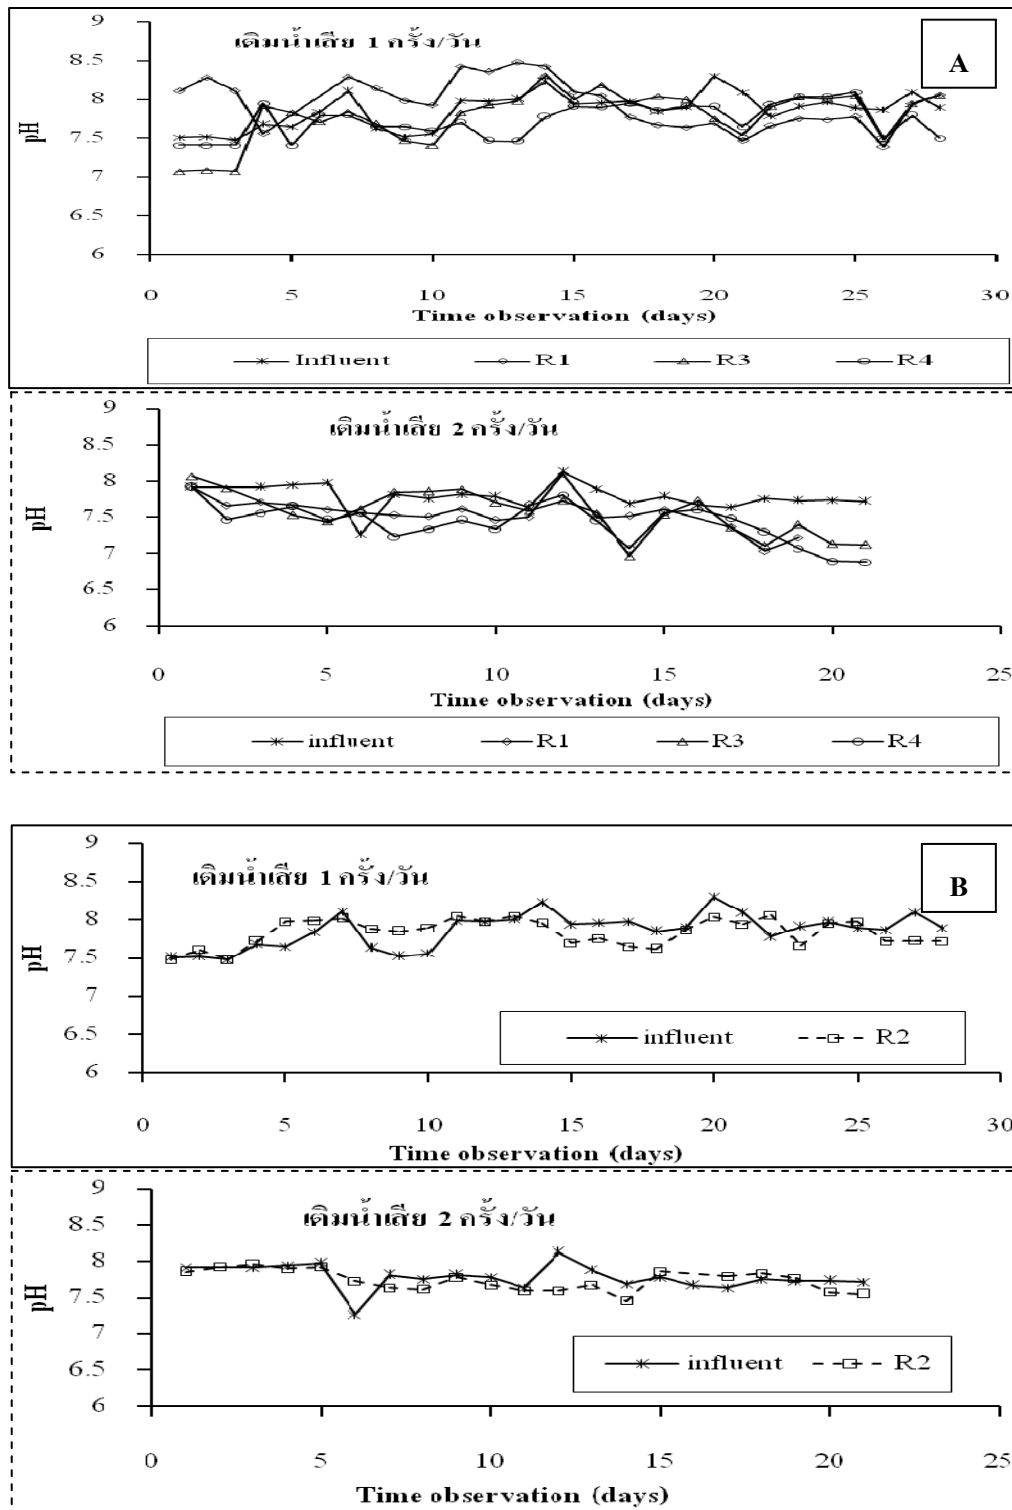 9
เติมน้ำเสีย 1 ครั้ง/วัน
A
8.5
8
7.5
7
6.5
6
pH
0 5 10 15 20 25 30
Time observation (days)
Influent R1 R3 R4
9
เติมน้ำเสีย 2 ครั้ง/วัน
8.5
8
7.5
7
6.5
6
pH
0 5 10 15 20 25
Time observation (days)
influent R1 R3 R4
9
เติมน้ำเสีย 1 ครั้ง/วัน
B
8.5
8
7.5
7
6.5
6
pH
influent R2
0 5 10 15 20 25 30
Time observation (days)
9
เติมน้ำเสีย 2 ครั้ง/วัน
8.5
8
7.5
7
6.5
6
pH
influent R2
0 5 10 15 20 25
Time observation (days)